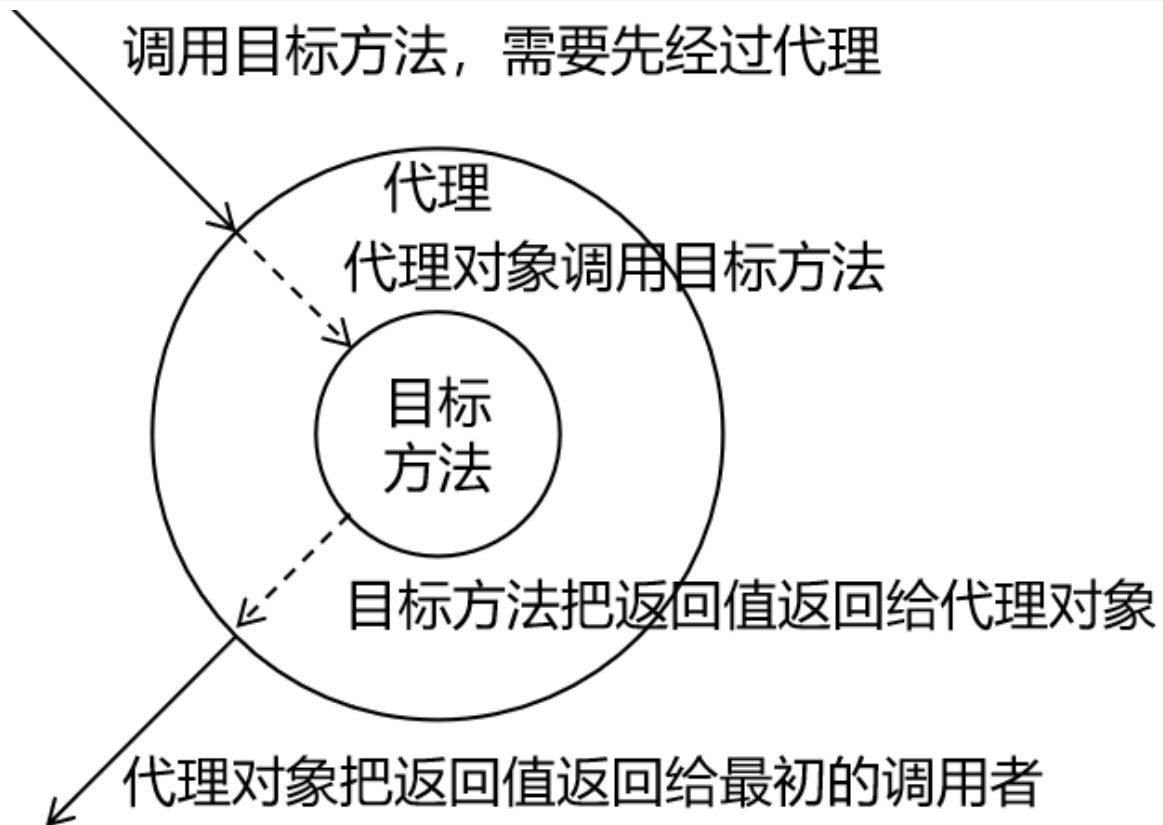 调用目标方法，需要先经过代理
代理
代理对象调用目标方法
目标
方法
目标方法把返回值返回给代理对象
代理对象把返回值返回给最初的调用者